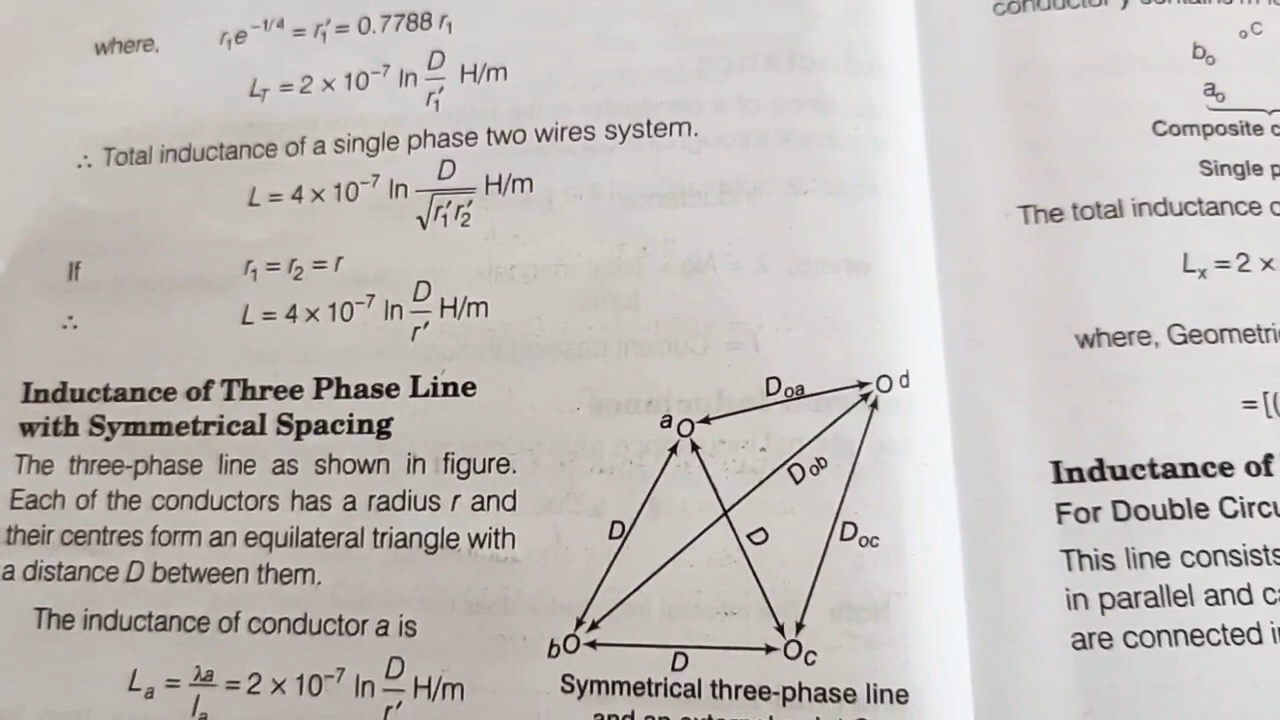 where, r₁e^(−1/4) = r₁′ = 0.7788 r₁
L_T = 2 × 10⁻⁷ ln D/r₁′ H/m
∴ Total inductance of a single phase two wires system.
L = 4 × 10⁻⁷ ln D/√(r₁′r₂′) H/m
If r₁ = r₂ = r
∴ L = 4 × 10⁻⁷ ln D/r′ H/m
Inductance of Three Phase Line
with Symmetrical Spacing
The three-phase line as shown in figure.
Each of the conductors has a radius r and
their centres form an equilateral triangle with
a distance D between them.
The inductance of conductor a is
L_a = λa/I_a = 2 × 10⁻⁷ ln D/r′ H/m
D_oa d
a
D_ob
D D D_oc
b c
D
Symmetrical three-phase line
c
b
a
Composite
Single
The total inductance
L_x = 2 ×
where,
= [(
Inductance of
For Double
This line consists
in parallel and
are connected